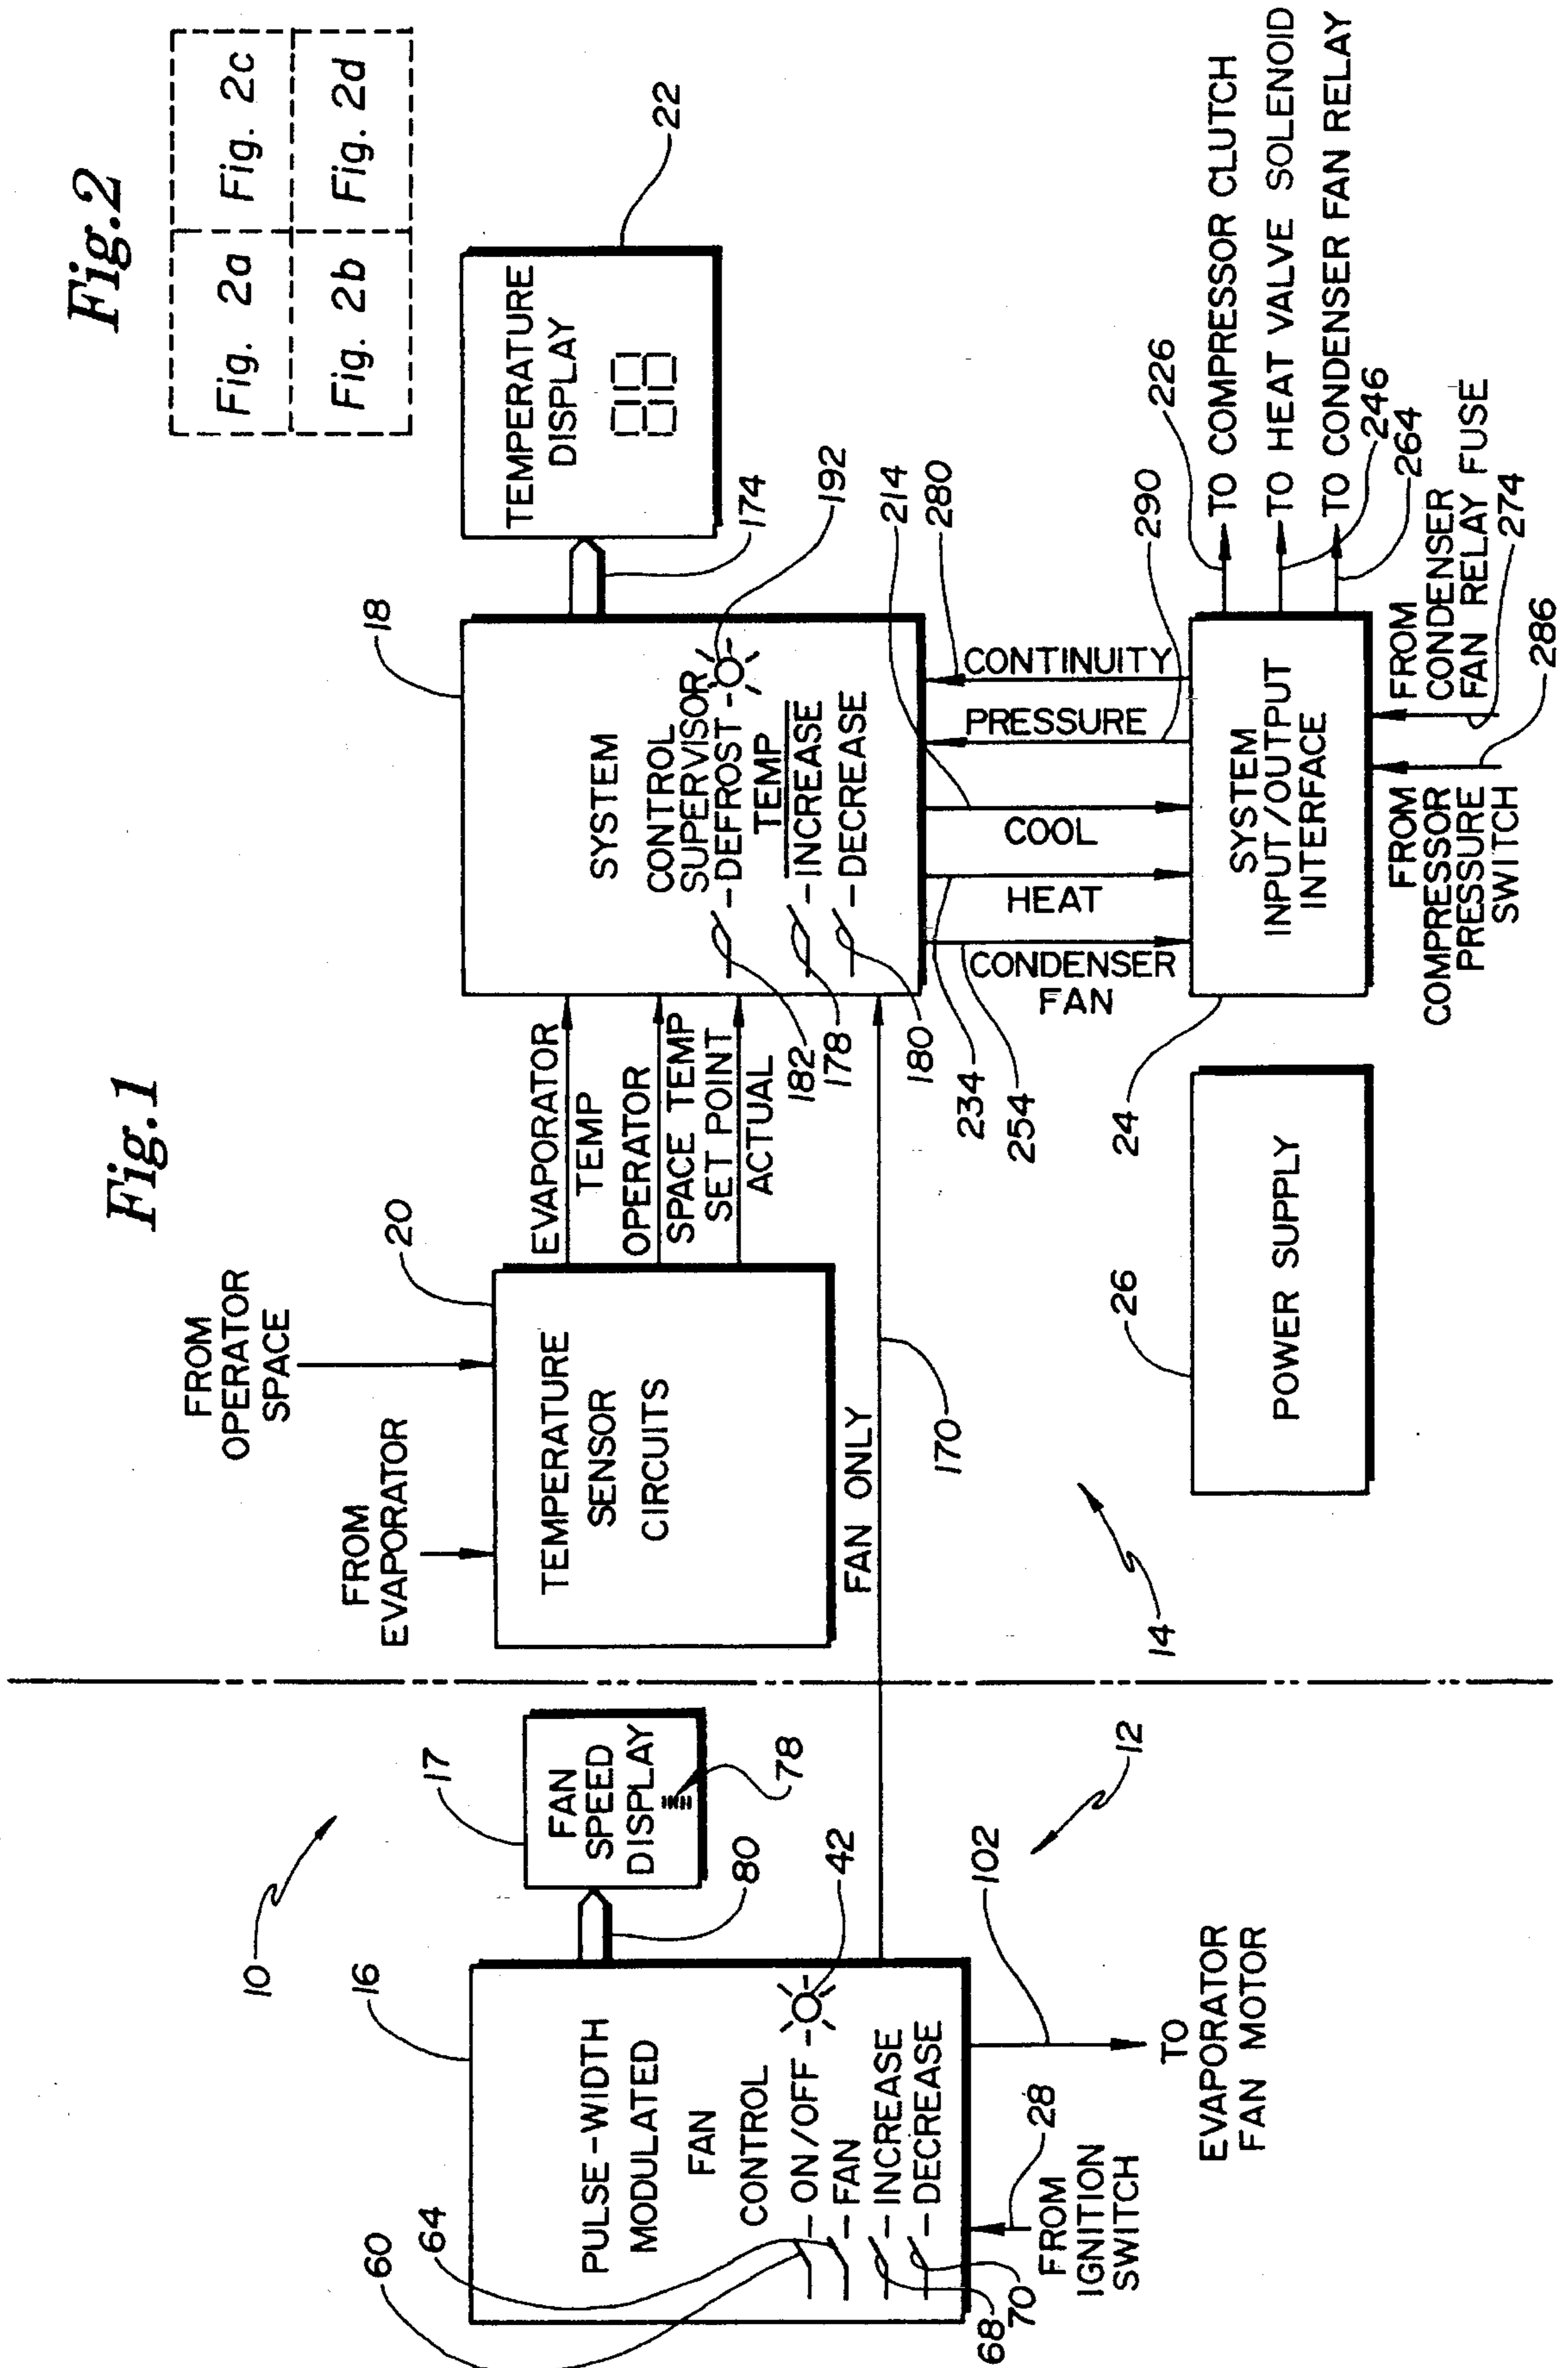 Fig.1
Fig.2
Fig. 2a
Fig. 2c
Fig. 2b
Fig. 2d
10
16
PULSE-WIDTH
MODULATED
FAN
CONTROL
ON/OFF
FAN
INCREASE
DECREASE
60
64
68
70
42
80
17
FAN
SPEED
DISPLAY
78
28
FROM
IGNITION
SWITCH
102
TO
EVAPORATOR
FAN MOTOR
12
14
FROM
EVAPORATOR
FROM
OPERATOR
SPACE
20
TEMPERATURE
SENSOR
CIRCUITS
FAN ONLY
170
EVAPORATOR
TEMP
OPERATOR
SPACE TEMP
SET POINT
ACTUAL
18
SYSTEM
CONTROL
SUPERVISOR
DEFROST
TEMP
INCREASE
DECREASE
182
178
180
192
174
22
TEMPERATURE
DISPLAY
88
CONDENSER
FAN
HEAT
COOL
PRESSURE
CONTINUITY
234
254
214
280
290
24
SYSTEM
INPUT/OUTPUT
INTERFACE
26
POWER SUPPLY
226
TO COMPRESSOR CLUTCH
TO HEAT VALVE SOLENOID
246
TO CONDENSER FAN RELAY
264
FROM
COMPRESSOR
PRESSURE
SWITCH
286
FROM
CONDENSER
FAN RELAY FUSE
274